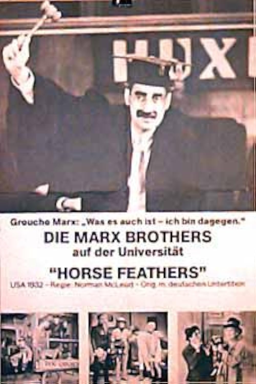 HUX
Groucho Marx: „Was es auch ist – ich bin dagegen."
DIE MARX BROTHERS
auf der Universität
"HORSE FEATHERS"
USA 1932 – Regie: Norman McLeod – Orig. m. deutschen Untertiteln